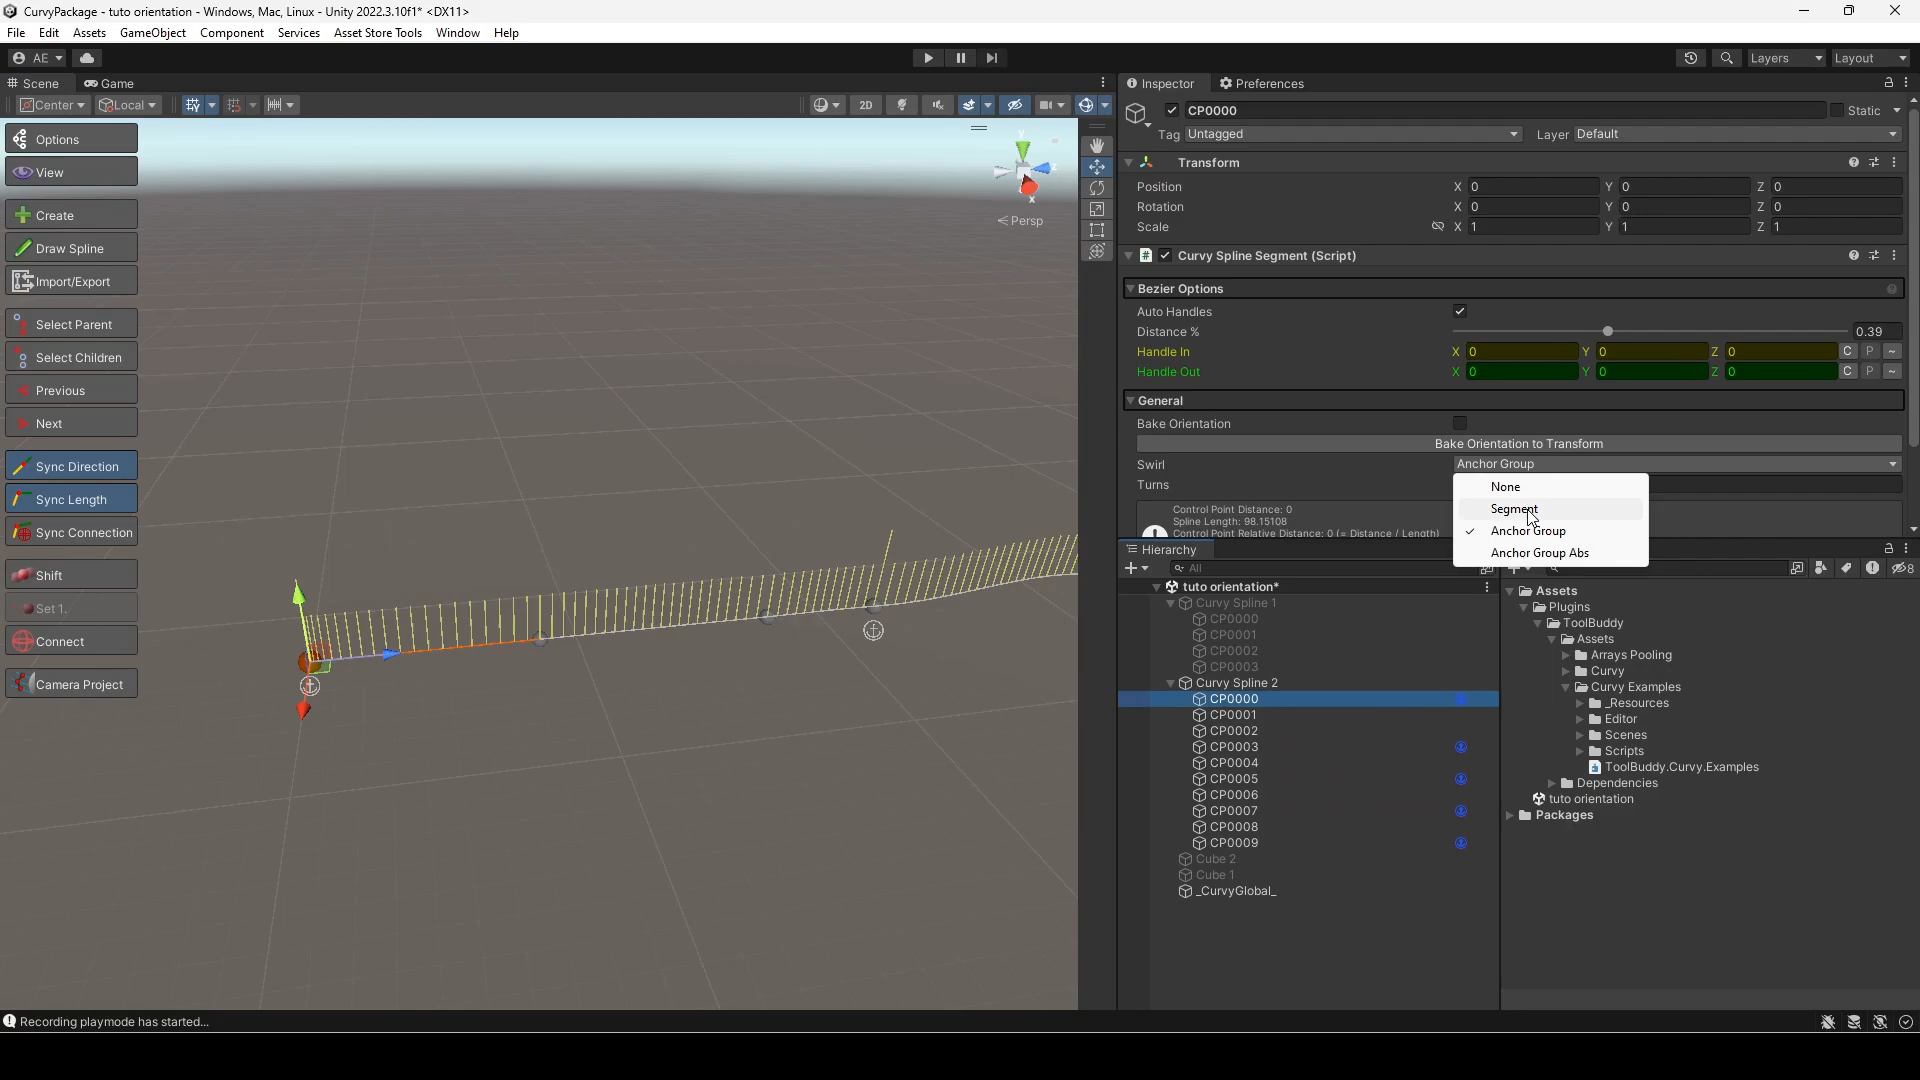 CurvyPackage - tuto orientation - Windows, Mac, Linux - Unity 2022.3.10f1* <DX11>
File Edit Assets GameObject Component Services Asset Store Tools Window Help
AE Layers Layout
Scene Game
Center Local 2D
Options
View
Create
Draw Spline
Import/Export
Select Parent
Select Children
Previous
Next
Sync Direction
Sync Length
Sync Connection
Shift
Set 1.
Connect
Camera Project
y
z
x
Persp
Inspector Preferences
CP0000 Static
Tag Untagged Layer Default
Transform
Position X 0 Y 0 Z 0
Rotation X 0 Y 0 Z 0
Scale X 1 Y 1 Z 1
# Curvy Spline Segment (Script)
Bezier Options
Auto Handles
Distance % 0.39
Handle In X 0 Y 0 Z 0 C P ~
Handle Out X 0 Y 0 Z 0 C P ~
General
Bake Orientation
Bake Orientation to Transform
Swirl Anchor Group
Turns
None
Segment
Anchor Group
Anchor Group Abs
Control Point Distance: 0
Spline Length: 98.15108
Control Point Relative Distance: 0 (= Distance / Length)
Hierarchy
All
8
tuto orientation*
Curvy Spline 1
CP0000
CP0001
CP0002
CP0003
Curvy Spline 2
CP0000
CP0001
CP0002
CP0003
CP0004
CP0005
CP0006
CP0007
CP0008
CP0009
Cube 2
Cube 1
_CurvyGlobal_
Assets
Plugins
ToolBuddy
Assets
Arrays Pooling
Curvy
Curvy Examples
_Resources
Editor
Scenes
Scripts
ToolBuddy.Curvy.Examples
Dependencies
tuto orientation
Packages
Recording playmode has started...